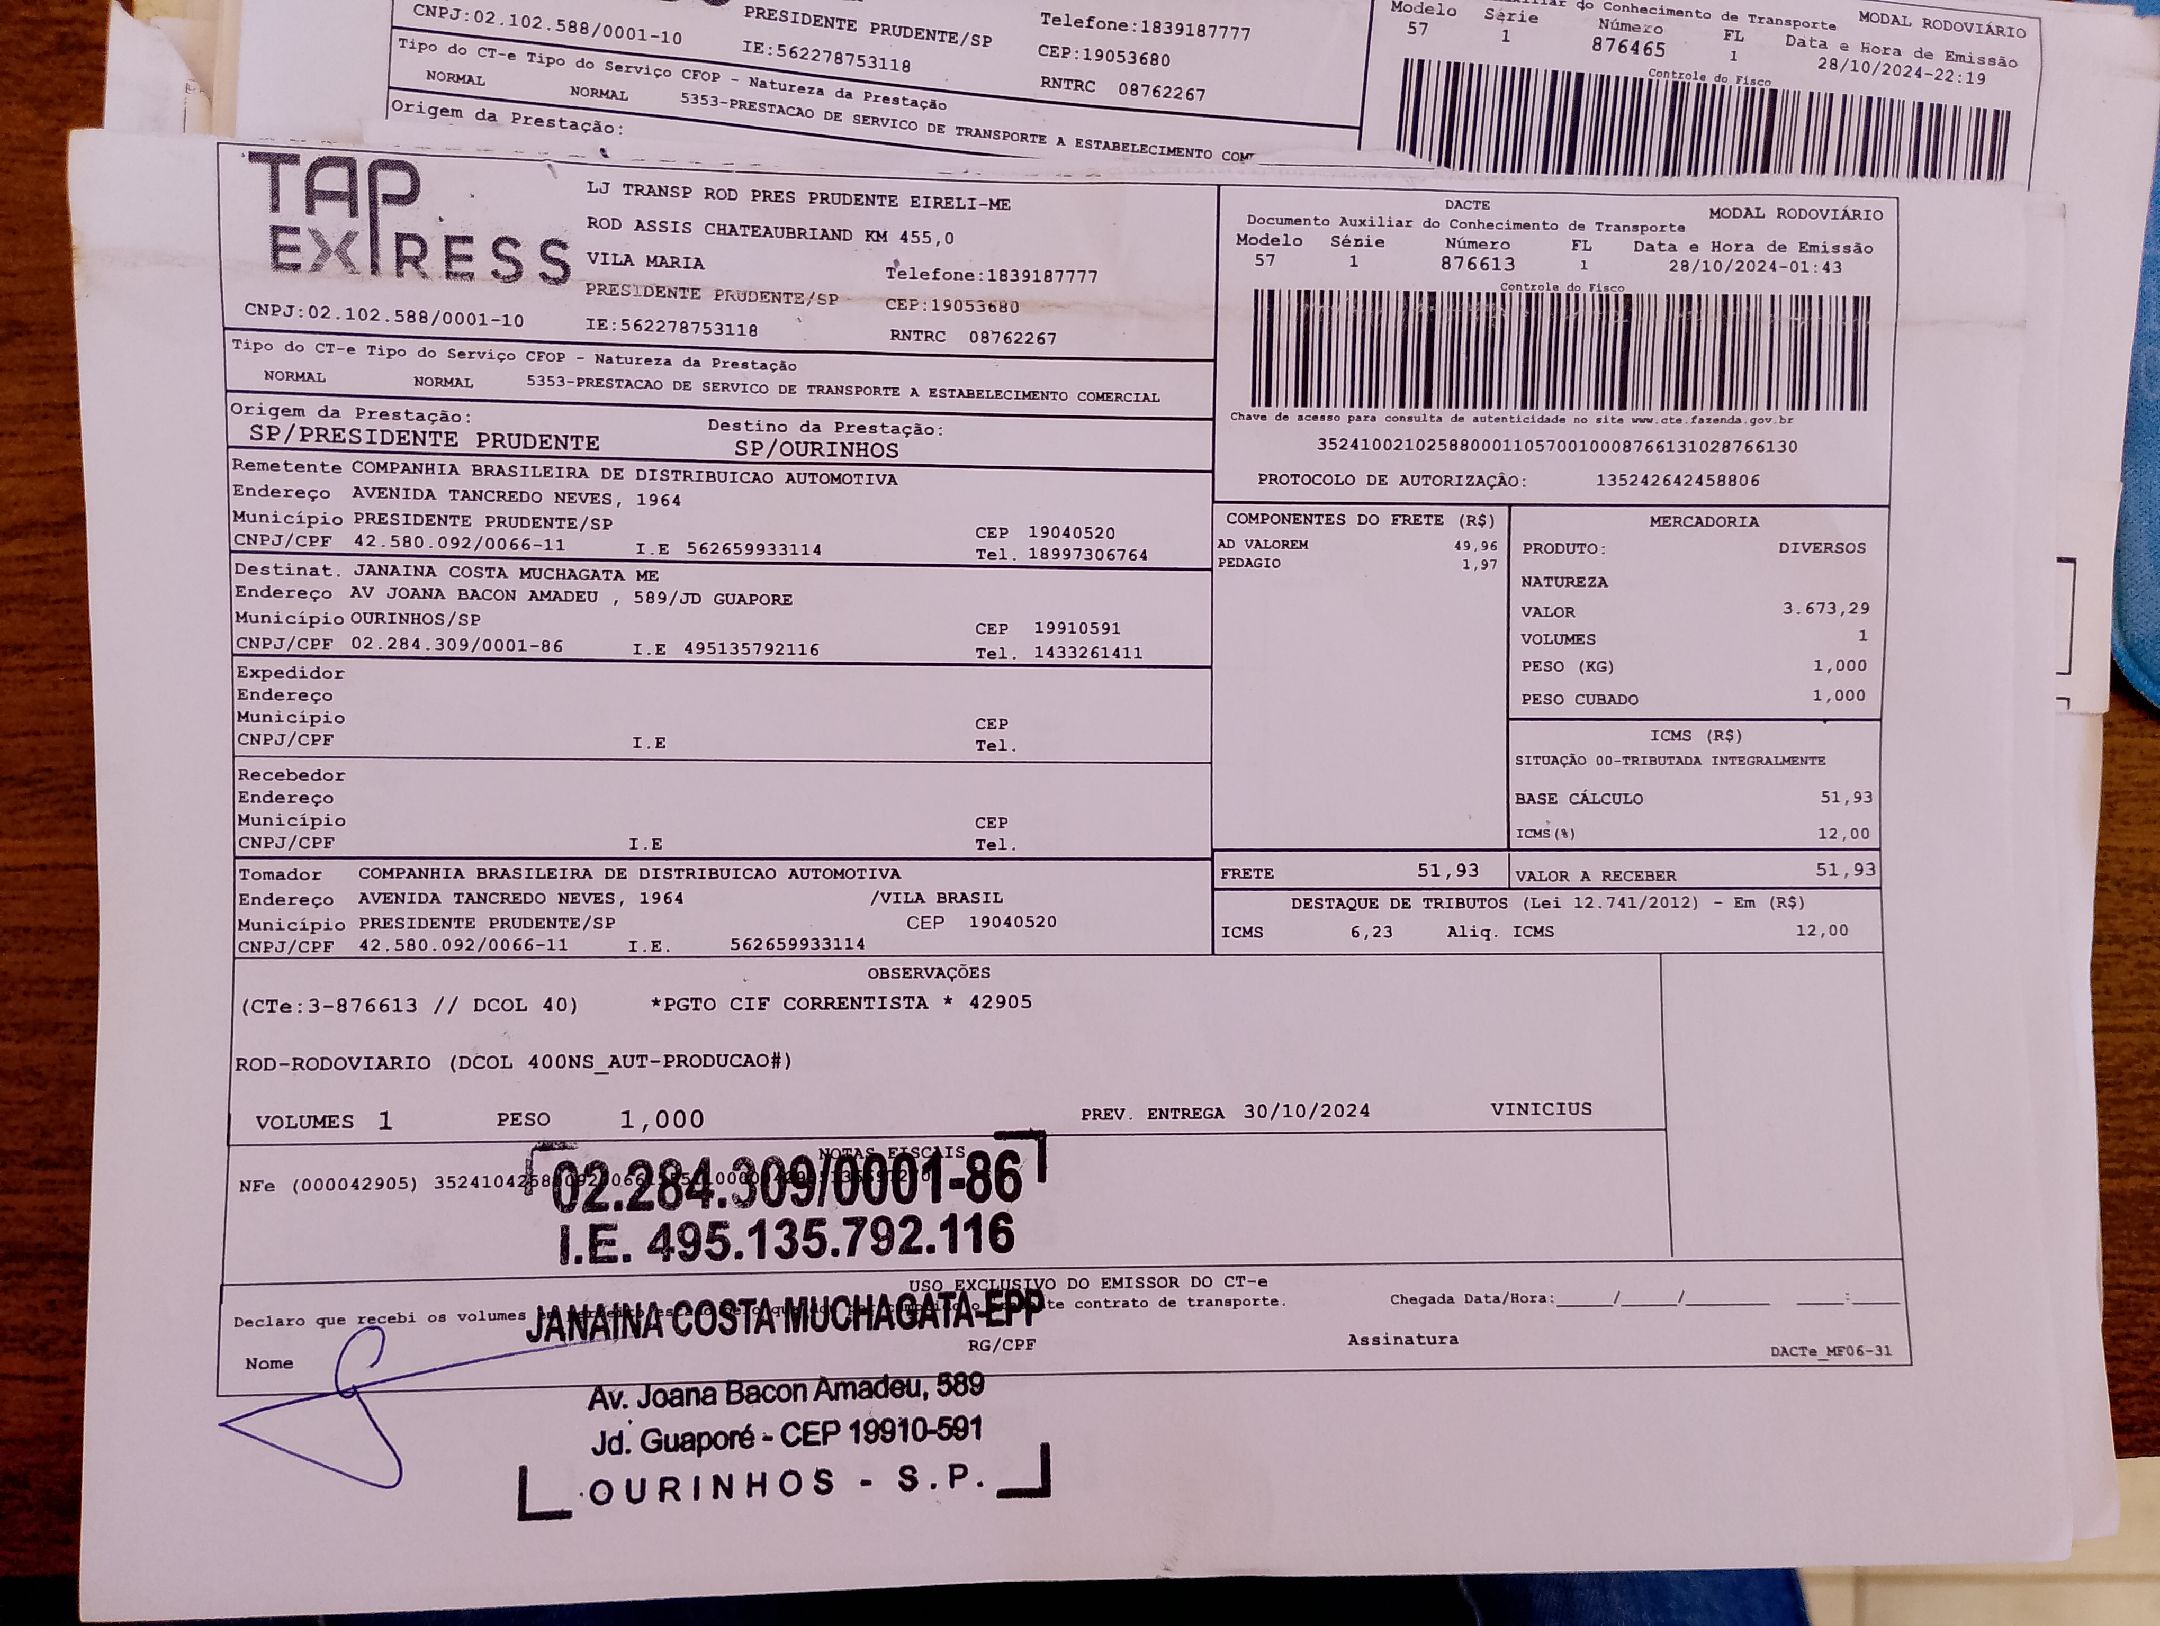 CNPJ:02.102.588/0001-10
PRESIDENTE PRUDENTE/SP
IE:562278753118
Telefone:1839187777
CEP:19053680
RNTRC 08762267
Tipo do CT-e Tipo do Serviço CFOP - Natureza da Prestação
NORMAL NORMAL 5353-PRESTACAO DE SERVICO DE TRANSPORTE A ESTABELECIMENTO
Origem da Prestação:
do Conhecimento de Transporte MODAL RODOVIÁRIO
Modelo Série Número FL Data e Hora de Emissão
57 1 876465 1 28/10/2024-22:19
Controle do Fisco
TAP EXPRESS
LJ TRANSP ROD PRES PRUDENTE EIRELI-ME
ROD ASSIS CHATEAUBRIAND KM 455,0
VILA MARIA Telefone:1839187777
PRESIDENTE PRUDENTE/SP CEP:19053680
CNPJ:02.102.588/0001-10 IE:562278753118 RNTRC 08762267
DACTE
Documento Auxiliar do Conhecimento de Transporte MODAL RODOVIÁRIO
Modelo Série Número FL Data e Hora de Emissão
57 1 876613 1 28/10/2024-01:43
Controle do Fisco
Chave de acesso para consulta de autenticidade no site www.cte.fazenda.gov.br
35241002102588000110570010008766131028766130
PROTOCOLO DE AUTORIZAÇÃO: 135242642458806
Tipo do CT-e Tipo do Serviço CFOP - Natureza da Prestação
NORMAL NORMAL 5353-PRESTACAO DE SERVICO DE TRANSPORTE A ESTABELECIMENTO COMERCIAL
Origem da Prestação: Destino da Prestação:
SP/PRESIDENTE PRUDENTE SP/OURINHOS
Remetente COMPANHIA BRASILEIRA DE DISTRIBUICAO AUTOMOTIVA
Endereço AVENIDA TANCREDO NEVES, 1964
Município PRESIDENTE PRUDENTE/SP CEP 19040520
CNPJ/CPF 42.580.092/0066-11 I.E 562659933114 Tel. 18997306764
Destinat. JANAINA COSTA MUCHAGATA ME
Endereço AV JOANA BACON AMADEU , 589/JD GUAPORE
Município OURINHOS/SP CEP 19910591
CNPJ/CPF 02.284.309/0001-86 I.E 495135792116 Tel. 1433261411
Expedidor
Endereço
Município CEP
CNPJ/CPF I.E Tel.
Recebedor
Endereço
Município CEP
CNPJ/CPF I.E Tel.
Tomador COMPANHIA BRASILEIRA DE DISTRIBUICAO AUTOMOTIVA
Endereço AVENIDA TANCREDO NEVES, 1964 /VILA BRASIL
Município PRESIDENTE PRUDENTE/SP CEP 19040520
CNPJ/CPF 42.580.092/0066-11 I.E. 562659933114
COMPONENTES DO FRETE (R$)
AD VALOREM 49,96
PEDAGIO 1,97
MERCADORIA
PRODUTO: DIVERSOS
NATUREZA
VALOR 3.673,29
VOLUMES 1
PESO (KG) 1,000
PESO CUBADO 1,000
ICMS (R$)
SITUAÇÃO 00-TRIBUTADA INTEGRALMENTE
BASE CÁLCULO 51,93
ICMS(%) 12,00
FRETE 51,93 VALOR A RECEBER 51,93
DESTAQUE DE TRIBUTOS (Lei 12.741/2012) - Em (R$)
ICMS 6,23 Aliq. ICMS 12,00
OBSERVAÇÕES
(CTe:3-876613 // DCOL 40) *PGTO CIF CORRENTISTA * 42905
ROD-RODOVIARIO (DCOL 400NS_AUT-PRODUCAO#)
VOLUMES 1 PESO 1,000 PREV. ENTREGA 30/10/2024 VINICIUS
NOTAS FISCAIS
NFe (000042905)
02.284.309/0001-86
I.E. 495.135.792.116
USO EXCLUSIVO DO EMISSOR DO CT-e
Declaro que recebi os volumes contrato de transporte. Chegada Data/Hora:____/____/________ ____:____
JANAINA COSTA MUCHAGATA-EPP
Nome RG/CPF Assinatura DACTe_MF06-31
Av. Joana Bacon Amadeu, 589
Jd. Guaporé - CEP 19910-591
OURINHOS - S.P.